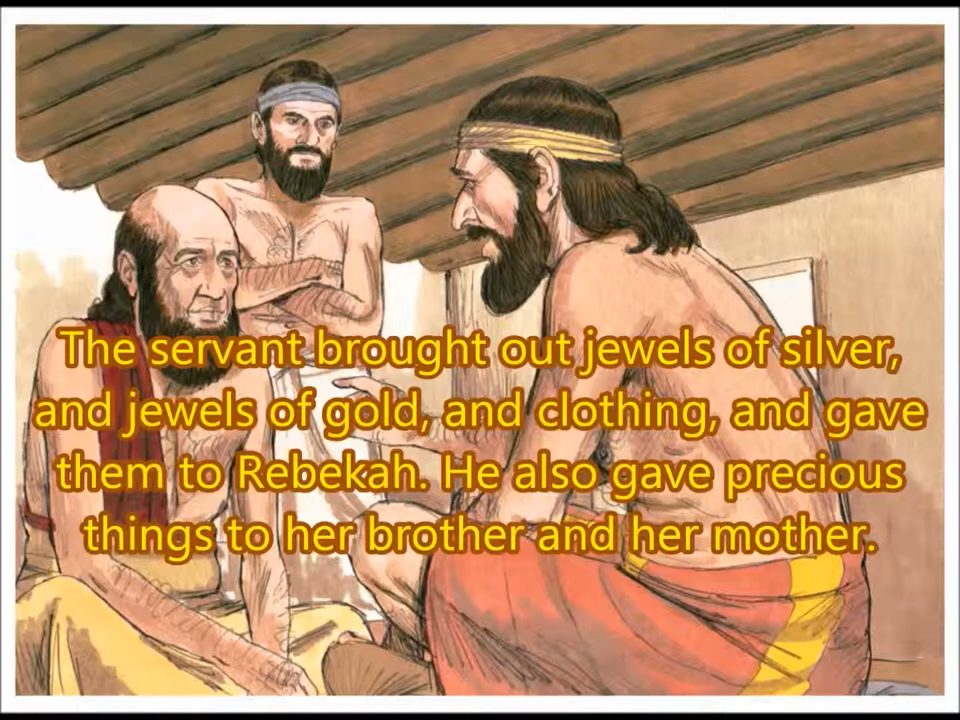 The servant brought out jewels of silver,
and jewels of gold, and clothing, and gave
them to Rebekah. He also gave precious
things to her brother and her mother.